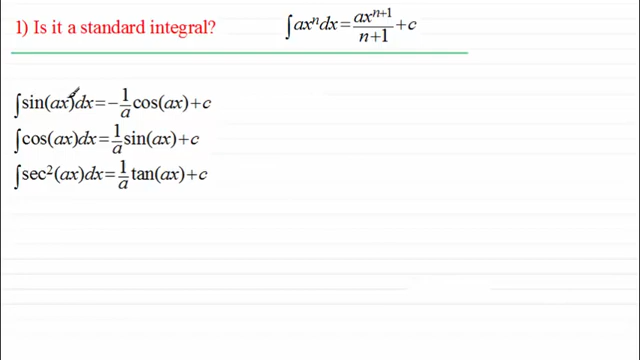 1) Is it a standard integral? ∫axⁿdx = axⁿ⁺¹/n+1 + c
∫sin(ax)dx = −1/a cos(ax) + c
∫cos(ax)dx = 1/a sin(ax) + c
∫sec²(ax)dx = 1/a tan(ax) + c